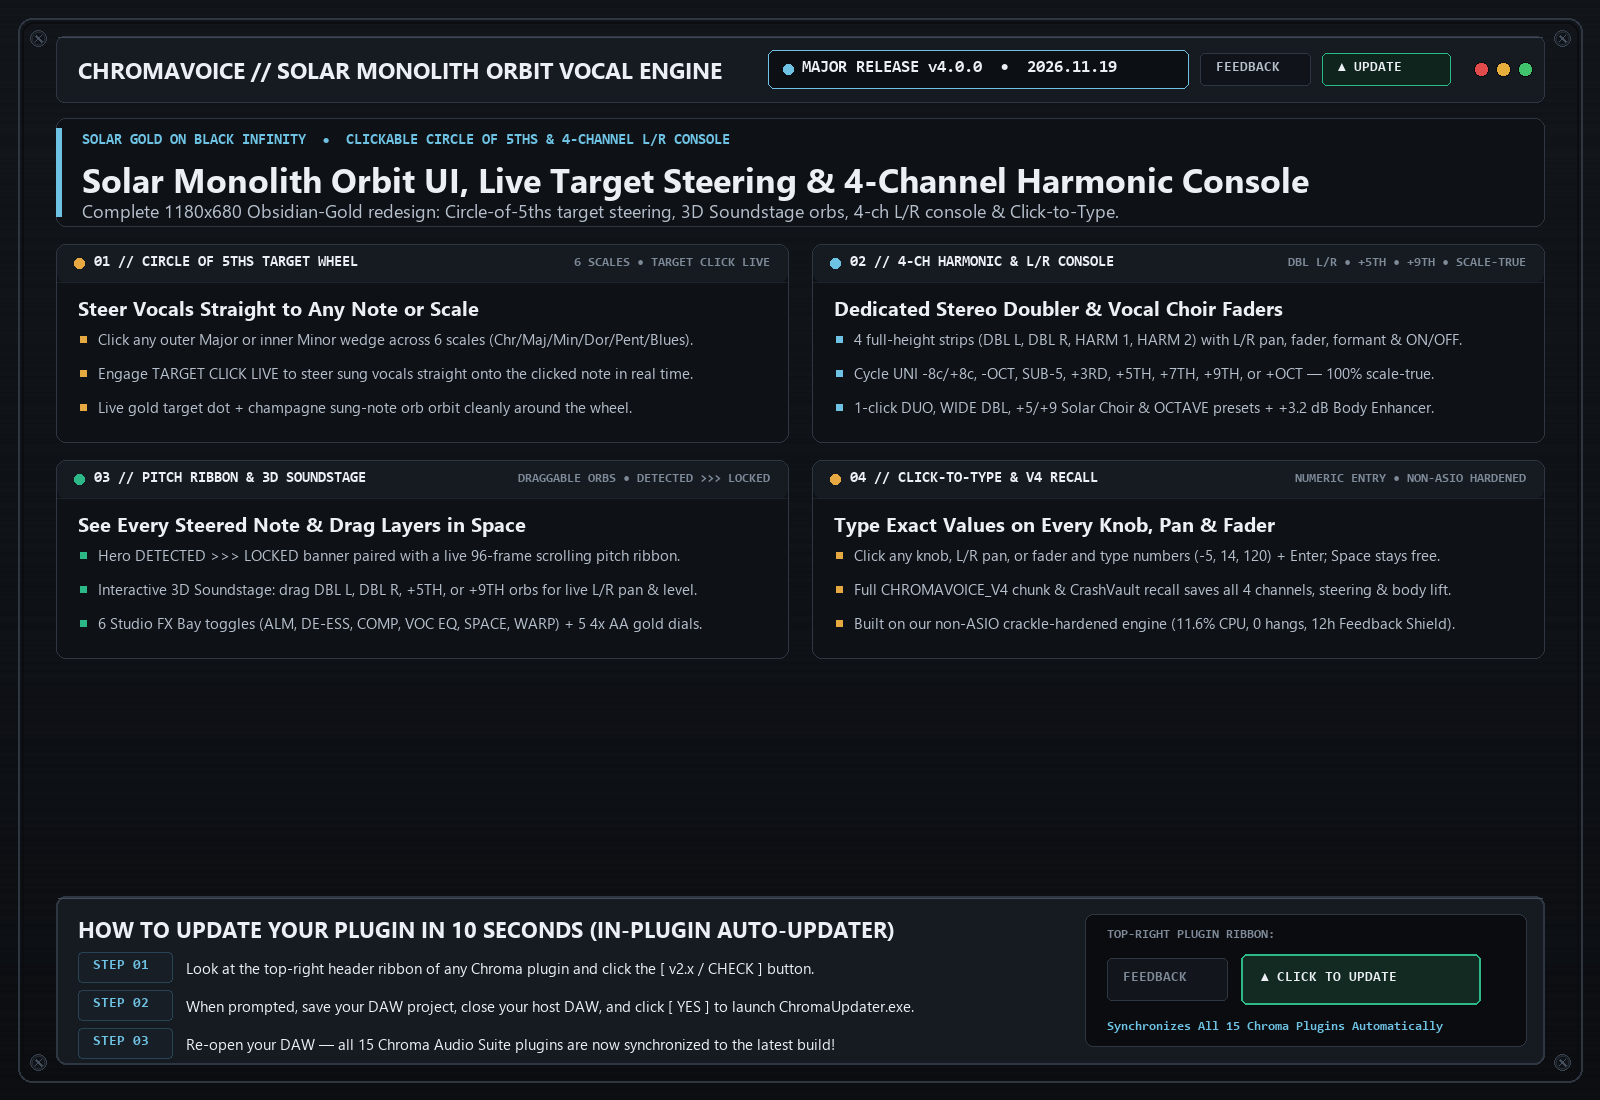 CHROMAVOICE // SOLAR MONOLITH ORBIT VOCAL ENGINE
MAJOR RELEASE v4.0.0 • 2026.11.19
FEEDBACK
▲ UPDATE
SOLAR GOLD ON BLACK INFINITY • CLICKABLE CIRCLE OF 5THS & 4-CHANNEL L/R CONSOLE
Solar Monolith Orbit UI, Live Target Steering & 4-Channel Harmonic Console
Complete 1180x680 Obsidian-Gold redesign: Circle-of-5ths target steering, 3D Soundstage orbs, 4-ch L/R console & Click-to-Type.
01 // CIRCLE OF 5THS TARGET WHEEL
6 SCALES • TARGET CLICK LIVE
Steer Vocals Straight to Any Note or Scale
Click any outer Major or inner Minor wedge across 6 scales (Chr/Maj/Min/Dor/Pent/Blues).
Engage TARGET CLICK LIVE to steer sung vocals straight onto the clicked note in real time.
Live gold target dot + champagne sung-note orb orbit cleanly around the wheel.
02 // 4-CH HARMONIC & L/R CONSOLE
DBL L/R • +5TH • +9TH • SCALE-TRUE
Dedicated Stereo Doubler & Vocal Choir Faders
4 full-height strips (DBL L, DBL R, HARM 1, HARM 2) with L/R pan, fader, formant & ON/OFF.
Cycle UNI -8c/+8c, -OCT, SUB-5, +3RD, +5TH, +7TH, +9TH, or +OCT — 100% scale-true.
1-click DUO, WIDE DBL, +5/+9 Solar Choir & OCTAVE presets + +3.2 dB Body Enhancer.
03 // PITCH RIBBON & 3D SOUNDSTAGE
DRAGGABLE ORBS • DETECTED >>> LOCKED
See Every Steered Note & Drag Layers in Space
Hero DETECTED >>> LOCKED banner paired with a live 96-frame scrolling pitch ribbon.
Interactive 3D Soundstage: drag DBL L, DBL R, +5TH, or +9TH orbs for live L/R pan & level.
6 Studio FX Bay toggles (ALM, DE-ESS, COMP, VOC EQ, SPACE, WARP) + 5 4x AA gold dials.
04 // CLICK-TO-TYPE & V4 RECALL
NUMERIC ENTRY • NON-ASIO HARDENED
Type Exact Values on Every Knob, Pan & Fader
Click any knob, L/R pan, or fader and type numbers (-5, 14, 120) + Enter; Space stays free.
Full CHROMAVOICE_V4 chunk & CrashVault recall saves all 4 channels, steering & body lift.
Built on our non-ASIO crackle-hardened engine (11.6% CPU, 0 hangs, 12h Feedback Shield).
HOW TO UPDATE YOUR PLUGIN IN 10 SECONDS (IN-PLUGIN AUTO-UPDATER)
STEP 01
Look at the top-right header ribbon of any Chroma plugin and click the [ v2.x / CHECK ] button.
STEP 02
When prompted, save your DAW project, close your host DAW, and click [ YES ] to launch ChromaUpdater.exe.
STEP 03
Re-open your DAW — all 15 Chroma Audio Suite plugins are now synchronized to the latest build!
TOP-RIGHT PLUGIN RIBBON:
FEEDBACK
▲ CLICK TO UPDATE
Synchronizes All 15 Chroma Plugins Automatically